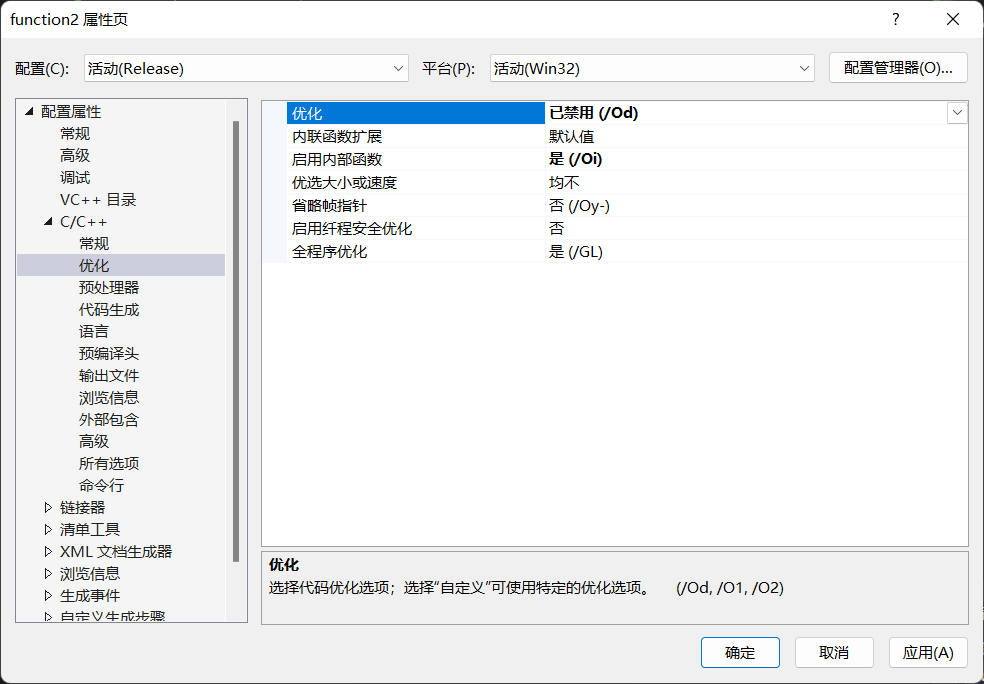 function2 属性页
?
配置(C):
活动(Release)
平台(P):
活动(Win32)
配置管理器(O)...
配置属性
常规
高级
调试
VC++ 目录
C/C++
常规
优化
预处理器
代码生成
语言
预编译头
输出文件
浏览信息
外部包含
高级
所有选项
命令行
链接器
清单工具
XML 文档生成器
浏览信息
生成事件
自定义生成步骤
优化 已禁用 (/Od)
内联函数扩展 默认值
启用内部函数 是 (/Oi)
优选大小或速度 均不
省略帧指针 否 (/Oy-)
启用纤程安全优化 否
全程序优化 是 (/GL)
优化
选择代码优化选项；选择“自定义”可使用特定的优化选项。 (/Od, /O1, /O2)
确定
取消
应用(A)